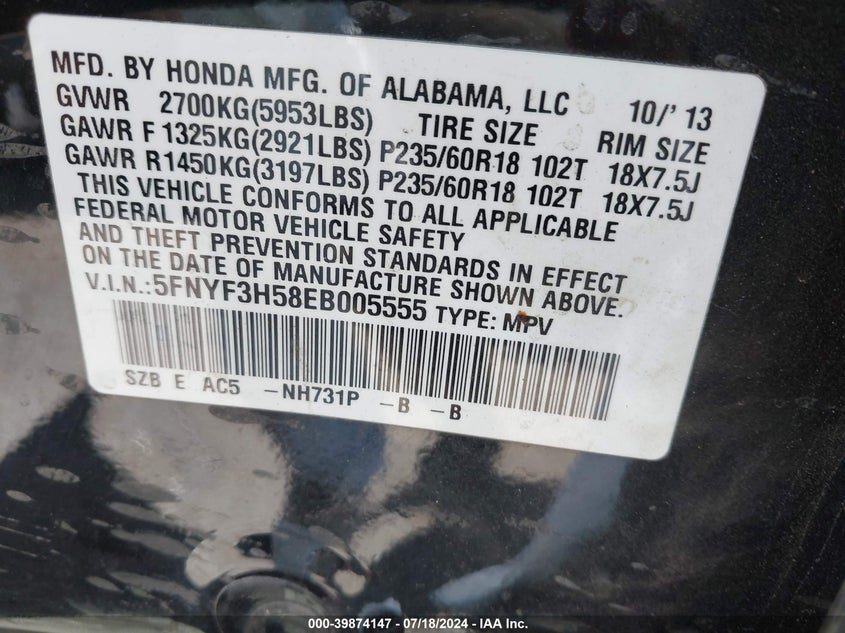 MFD. BY HONDA MFG. OF ALABAMA, LLC 10/' 13
GVWR 2700KG(5953LBS) TIRE SIZE RIM SIZE
GAWR F 1325KG(2921LBS) P235/60R18 102T 18X7.5J
GAWR R1450KG(3197LBS) P235/60R18 102T 18X7.5J
THIS VEHICLE CONFORMS TO ALL APPLICABLE
FEDERAL MOTOR VEHICLE SAFETY
AND THEFT PREVENTION STANDARDS IN EFFECT
ON THE DATE OF MANUFACTURE SHOWN ABOVE.
V.I.N.:5FNYF3H58EB005555 TYPE: MPV
SZB E AC5 -NH731P -B -B
000-39874147 - 07/18/2024 - IAA Inc.